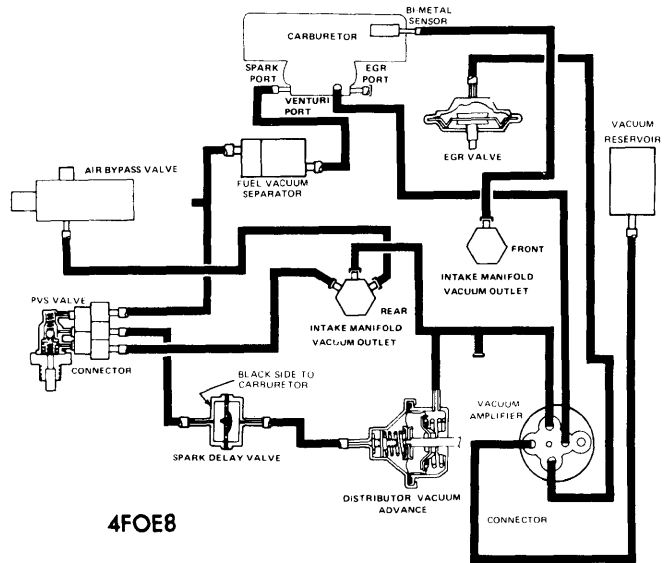 BI-METAL
SENSOR
CARBURETOR
SPARK
PORT
EGR
PORT
VENTURI
PORT
VACUUM
RESERVOIR
EGR VALVE
AIR BYPASS VALVE
FUEL VACUUM
SEPARATOR
FRONT
INTAKE MANIFOLD
VACUUM OUTLET
PVS VALVE
REAR
INTAKE MANIFOLD
VACUUM OUTLET
CONNECTOR
BLACK SIDE TO
CARBURETOR
VACUUM
AMPLIFIER
SPARK DELAY VALVE
DISTRIBUTOR VACUUM
ADVANCE
CONNECTOR
4FOE8